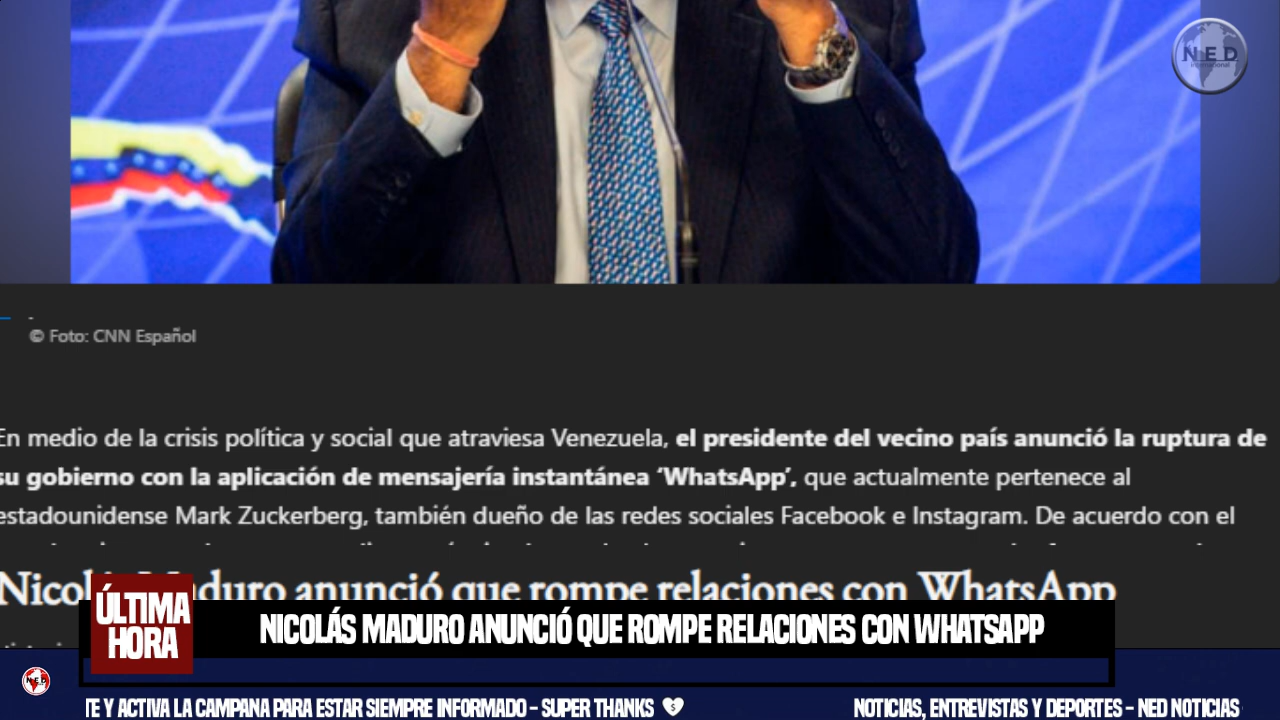 NED
International
© Foto: CNN Español
En medio de la crisis política y social que atraviesa Venezuela, el presidente del vecino país anunció la ruptura de
su gobierno con la aplicación de mensajería instantánea ‘WhatsApp’, que actualmente pertenece al
estadounidense Mark Zuckerberg, también dueño de las redes sociales Facebook e Instagram. De acuerdo con el
Nicolás Maduro anunció que rompe relaciones con WhatsApp
ÚLTIMA
HORA
NICOLÁS MADURO ANUNCIÓ QUE ROMPE RELACIONES CON WHATSAPP
NED
TE Y ACTIVA LA CAMPANA PARA ESTAR SIEMPRE INFORMADO - SUPER THANKS
NOTICIAS, ENTREVISTAS Y DEPORTES - NED NOTICIAS